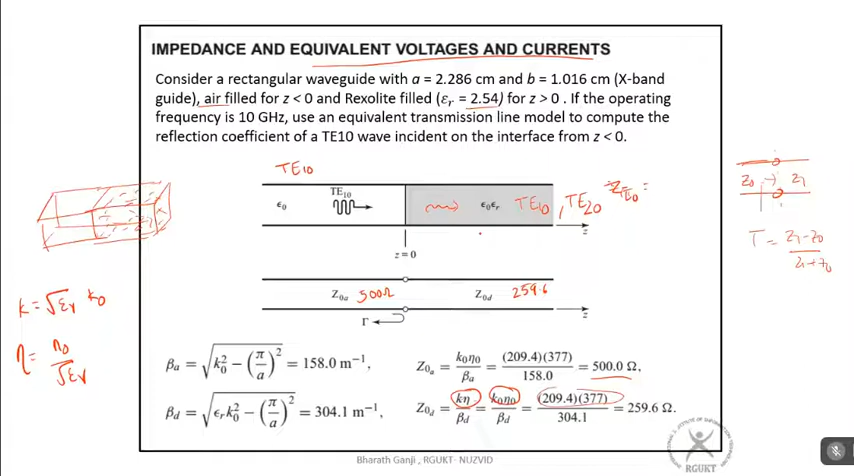 IMPEDANCE AND EQUIVALENT VOLTAGES AND CURRENTS
Consider a rectangular waveguide with a = 2.286 cm and b = 1.016 cm (X-band
guide), air filled for z < 0 and Rexolite filled (εr = 2.54) for z > 0 . If the operating
frequency is 10 GHz, use an equivalent transmission line model to compute the
reflection coefficient of a TE10 wave incident on the interface from z < 0.
TE10
ϵ0
TE10
ϵ0ϵr
TE10, TE20
ZTE0 =
z
z = 0
Z0 → Z1
Γ = Z1-Z0 / Z1+Z0
Z0a 500Ω
Z0d 259.6
Γ
z
k = √εr k0
η = η0 / √εr
βa = √(k0² − (π/a)²) = 158.0 m⁻¹,
Z0a = k0η0 / βa = (209.4)(377) / 158.0 = 500.0 Ω,
βd = √(ϵrk0² − (π/a)²) = 304.1 m⁻¹,
Z0d = kη / βd = k0η0 / βd = (209.4)(377) / 304.1 = 259.6 Ω.
Bharath Ganji , RGUKT - NUZVID
RGUKT